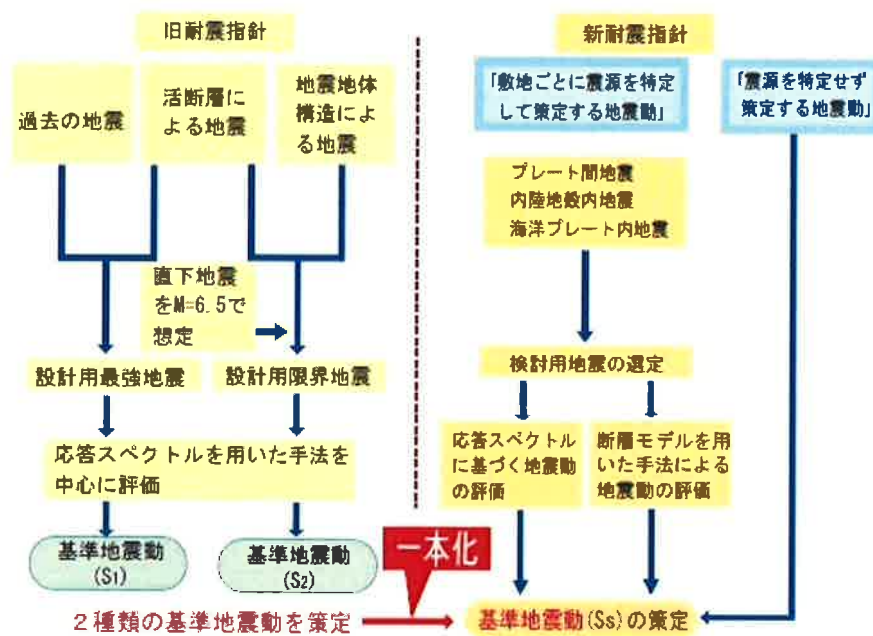 旧耐震指針
過去の地震
活断層に
よる地震
地震地体
構造によ
る地震
直下地震
をM=6.5で
想定
設計用最強地震
設計用限界地震
応答スペクトルを用いた手法を
中心に評価
基準地震動
(S1)
基準地震動
(S2)
2種類の基準地震動を策定
一本化
新耐震指針
「敷地ごとに震源を特定
して策定する地震動」
「震源を特定せず
策定する地震動」
プレート間地震
内陸地殻内地震
海洋プレート内地震
検討用地震の選定
応答スペクトル
に基づく地震動
の評価
断層モデルを用
いた手法による
地震動の評価
基準地震動(Ss)の策定